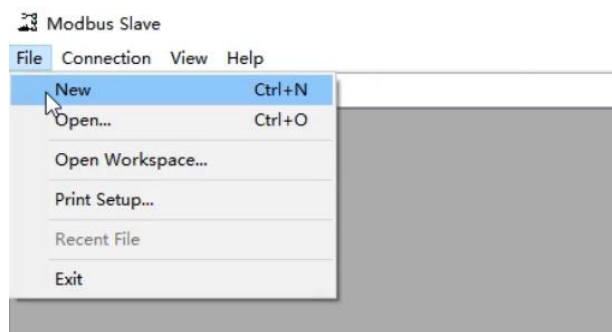 Modbus Slave
File Connection View Help
New Ctrl+N
Open... Ctrl+O
Open Workspace...
Print Setup...
Recent File
Exit